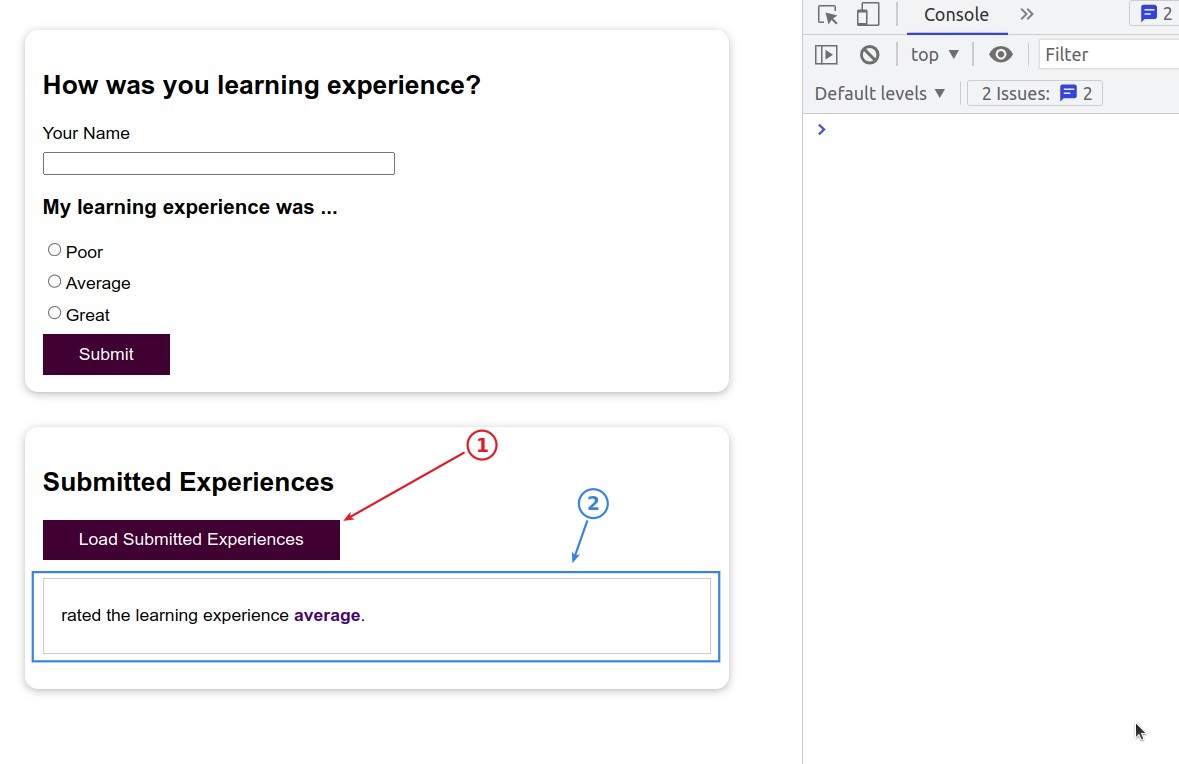 How was you learning experience?
Your Name
My learning experience was ...
Poor
Average
Great
Submit
1
Submitted Experiences
2
Load Submitted Experiences
rated the learning experience average.
Console
2
top
Filter
Default levels
2 Issues: 2